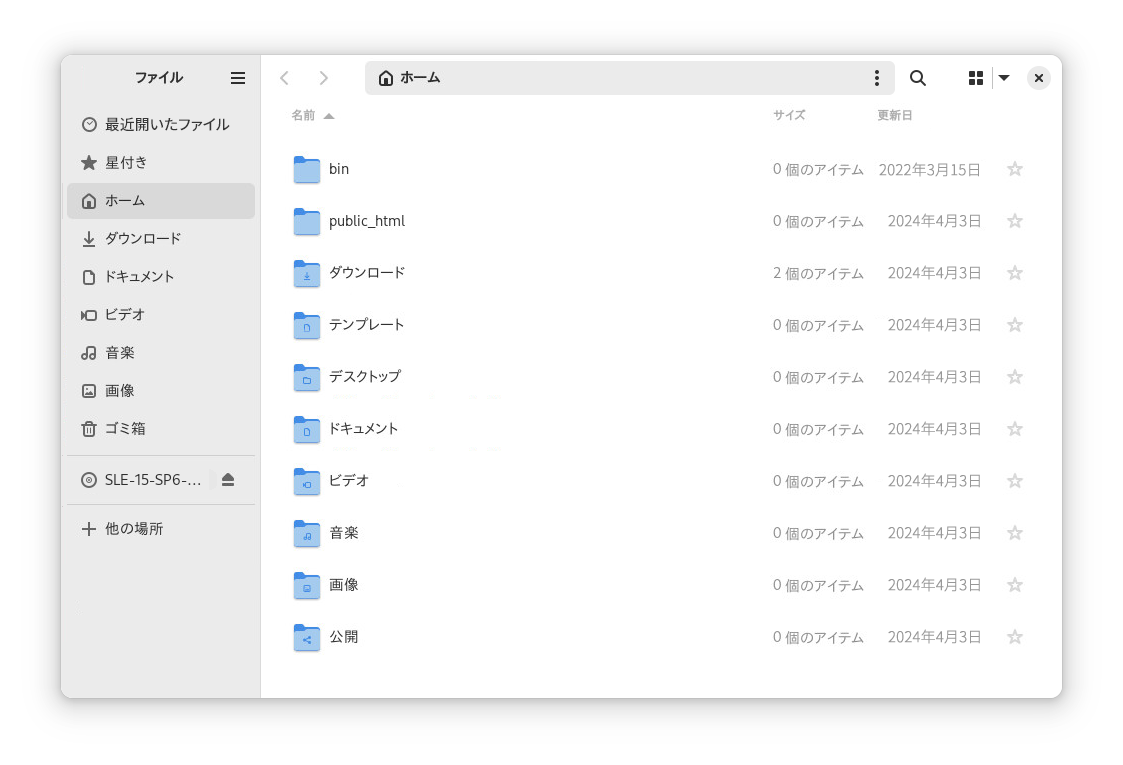 ファイル
ホーム
最近開いたファイル
星付き
ホーム
ダウンロード
ドキュメント
ビデオ
音楽
画像
ゴミ箱
SLE-15-SP6-...
他の場所
名前 サイズ 更新日
bin 0 個のアイテム 2022年3月15日
public_html 0 個のアイテム 2024年4月3日
ダウンロード 2 個のアイテム 2024年4月3日
テンプレート 0 個のアイテム 2024年4月3日
デスクトップ 0 個のアイテム 2024年4月3日
ドキュメント 0 個のアイテム 2024年4月3日
ビデオ 0 個のアイテム 2024年4月3日
音楽 0 個のアイテム 2024年4月3日
画像 0 個のアイテム 2024年4月3日
公開 0 個のアイテム 2024年4月3日